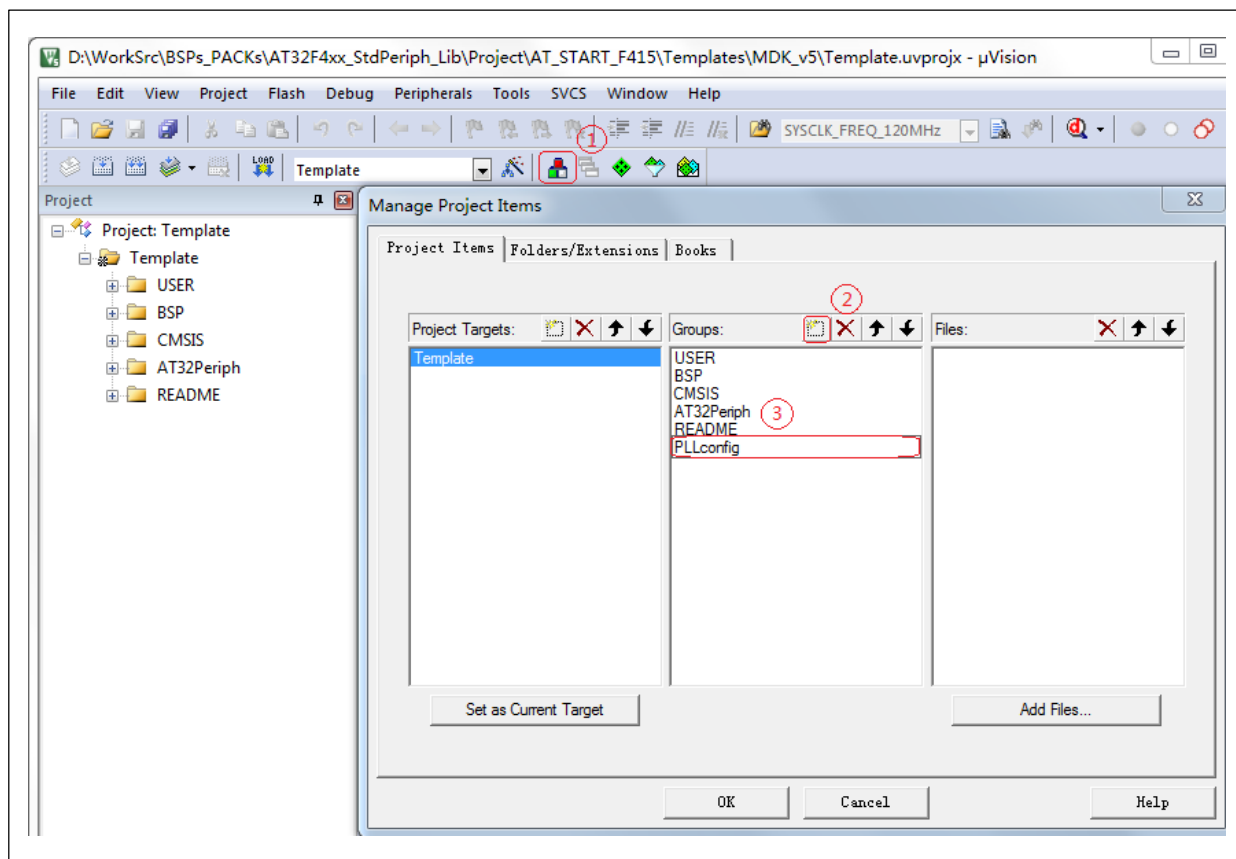 D:\WorkSrc\BSPs_PACKs\AT32F4xx_StdPeriph_Lib\Project\AT_START_F415\Templates\MDK_v5\Template.uvprojx - µVision
File Edit View Project Flash Debug Peripherals Tools SVCS Window Help
SYSCLK_FREQ_120MHz
1
LOAD
Template
Project
Project: Template
Template
USER
BSP
CMSIS
AT32Periph
README
Manage Project Items
Project Items Folders/Extensions Books
2
Project Targets: Groups: Files:
Template
USER
BSP
CMSIS
AT32Periph 3
README
PLLconfig
Set as Current Target Add Files...
OK Cancel Help